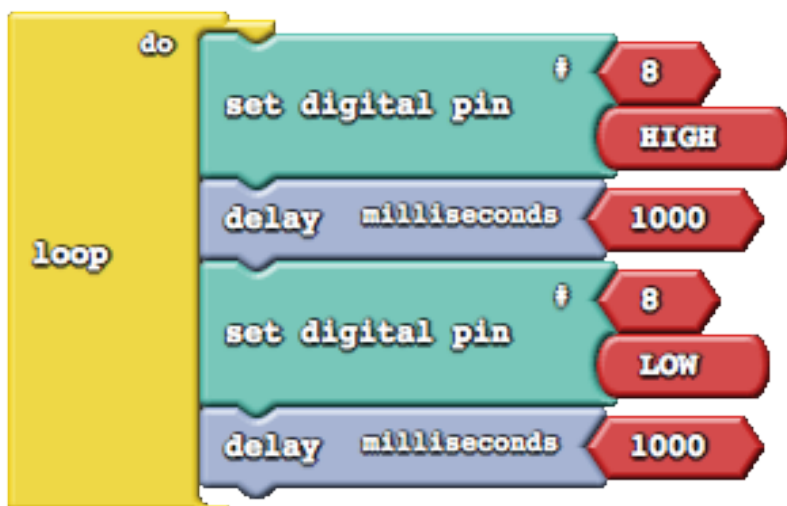 do
set digital pin # 8
HIGH
delay milliseconds 1000
loop
set digital pin # 8
LOW
delay milliseconds 1000